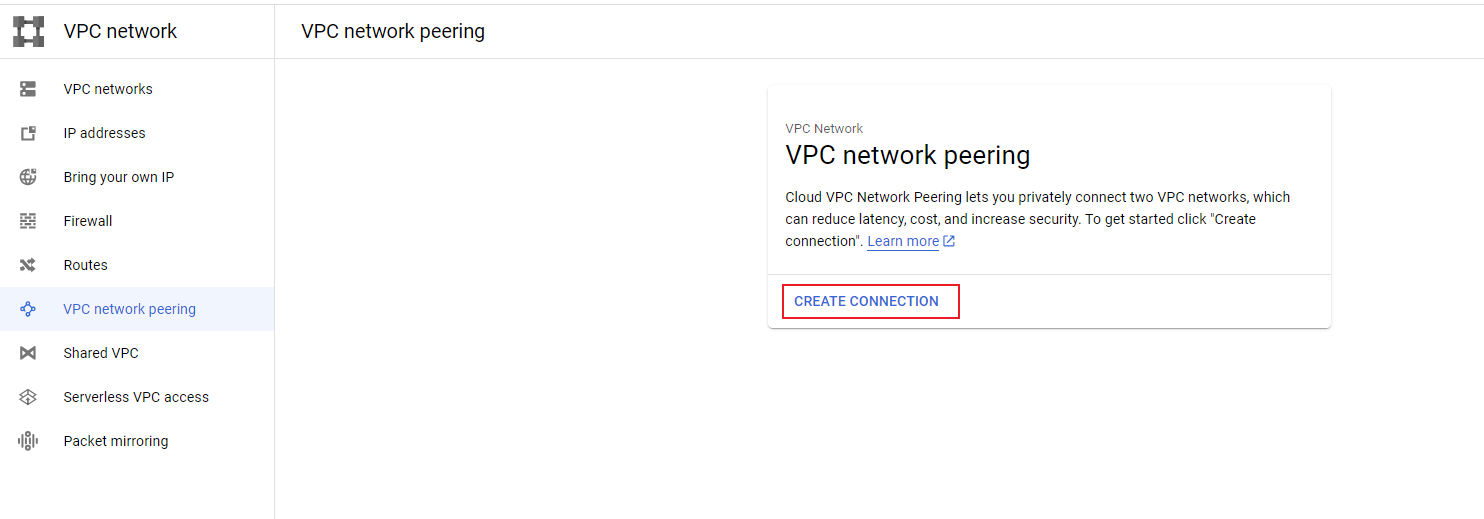 VPC network
VPC network peering
VPC networks
IP addresses
Bring your own IP
Firewall
Routes
VPC network peering
Shared VPC
Serverless VPC access
Packet mirroring
VPC Network
VPC network peering
Cloud VPC Network Peering lets you privately connect two VPC networks, which
can reduce latency, cost, and increase security. To get started click "Create
connection". Learn more
CREATE CONNECTION